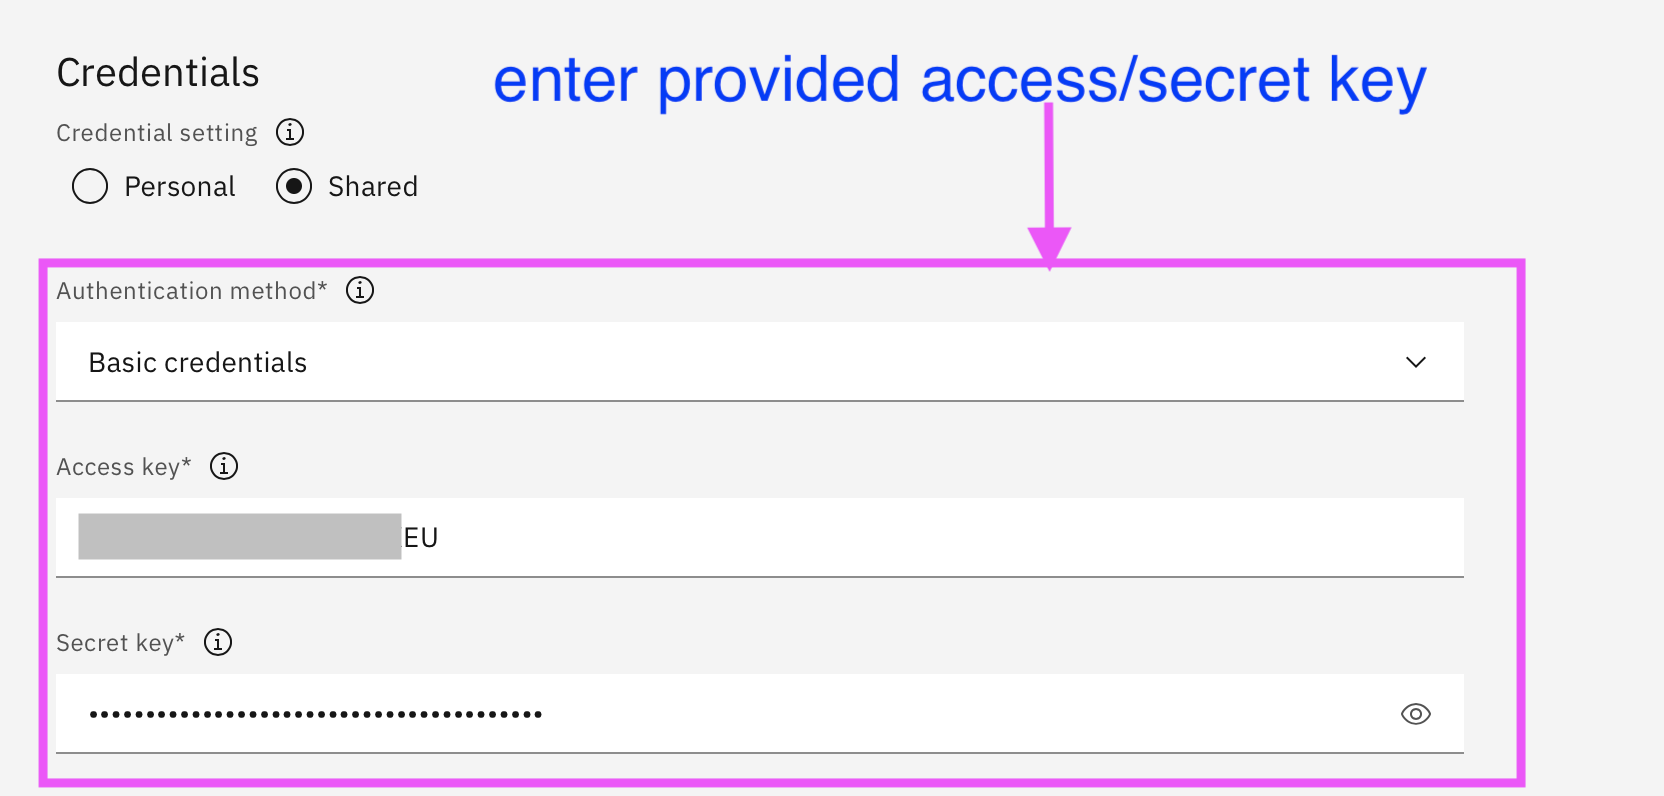 Credentials
enter provided access/secret key
Credential setting
Personal
Shared
Authentication method*
Basic credentials
Access key*
EU
Secret key*
••••••••••••••••••••••••••••••••••••••••